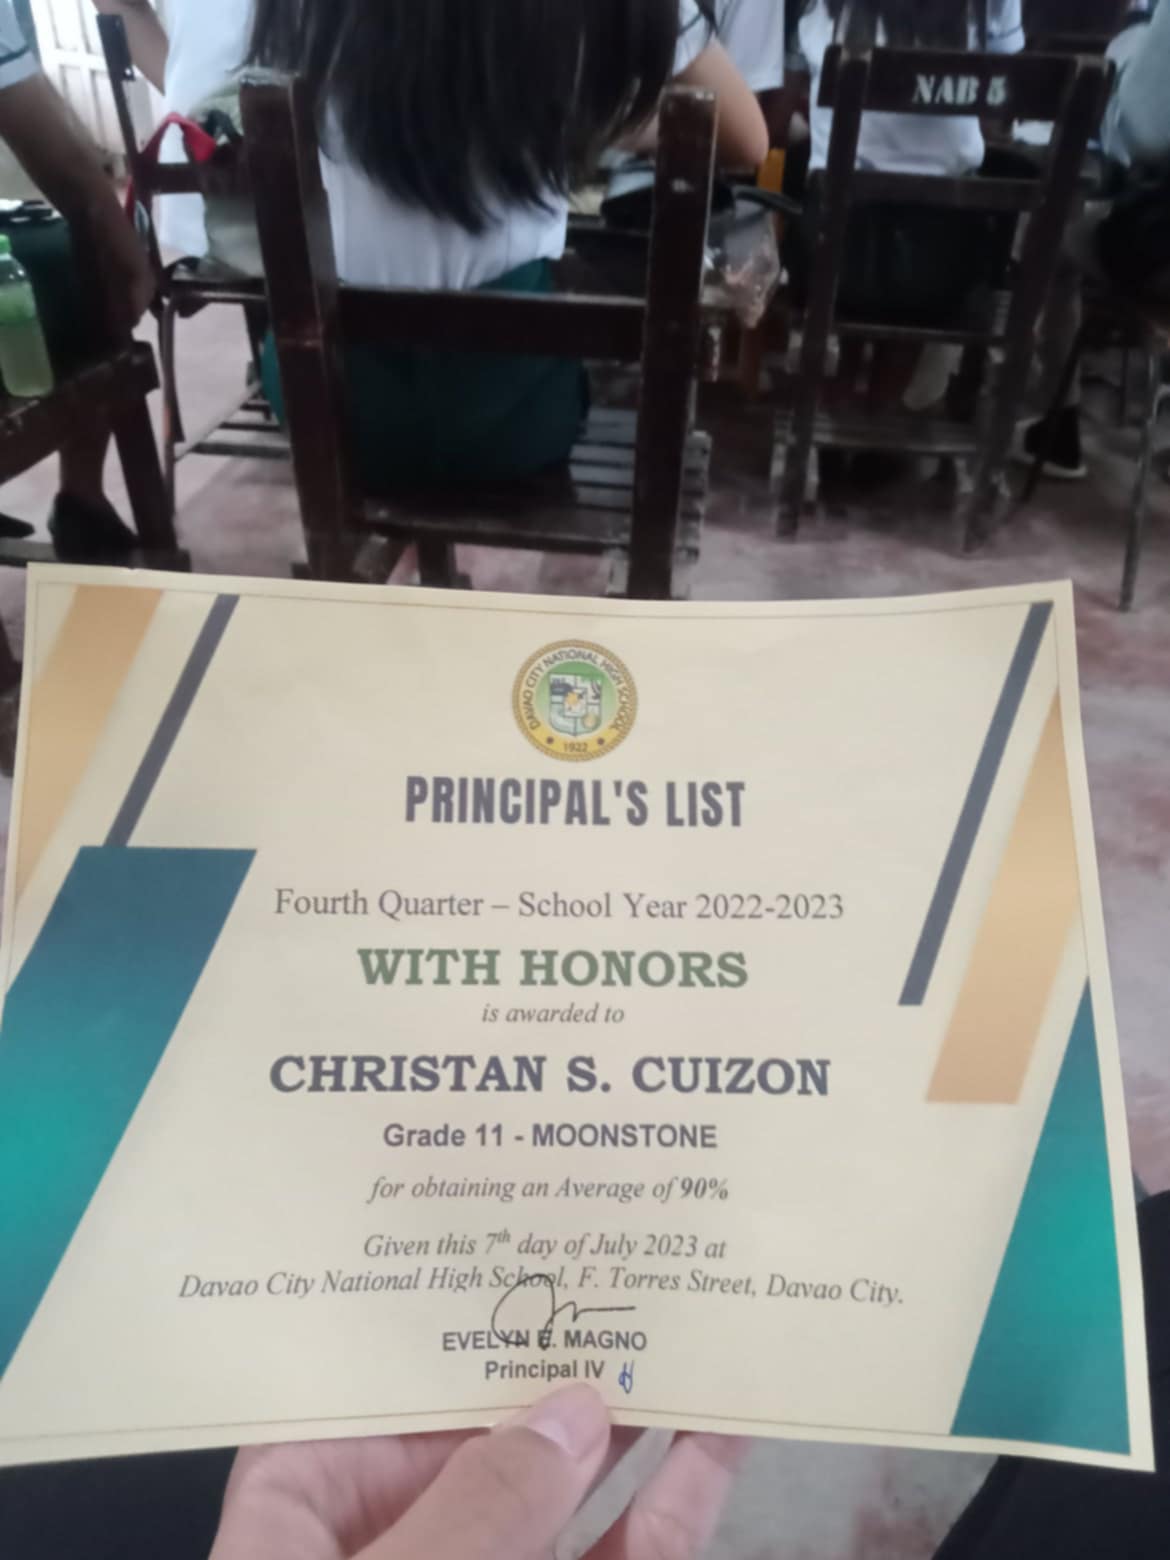 NAB 5
DAVAO CITY NATIONAL HIGH SCHOOL
1922
PRINCIPAL'S LIST
Fourth Quarter – School Year 2022-2023
WITH HONORS
is awarded to
CHRISTAN S. CUIZON
Grade 11 - MOONSTONE
for obtaining an Average of 90%
Given this 7th day of July 2023 at
Davao City National High School, F. Torres Street, Davao City.
EVELYN E. MAGNO
Principal IV